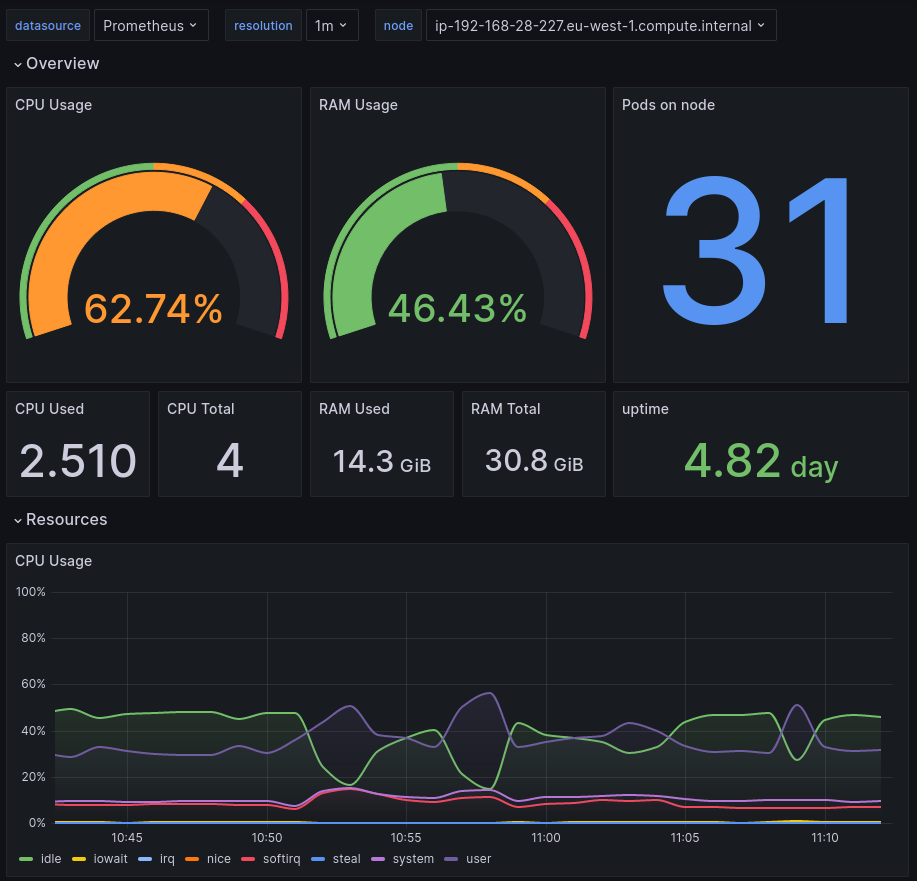 datasource Prometheus resolution 1m node ip-192-168-28-227.eu-west-1.compute.internal
Overview
CPU Usage RAM Usage Pods on node
62.74% 46.43% 31
CPU Used CPU Total RAM Used RAM Total uptime
2.510 4 14.3 GiB 30.8 GiB 4.82 day
Resources
CPU Usage
100%
80%
60%
40%
20%
0%
10:45 10:50 10:55 11:00 11:05 11:10
idle iowait irq nice softirq steal system user